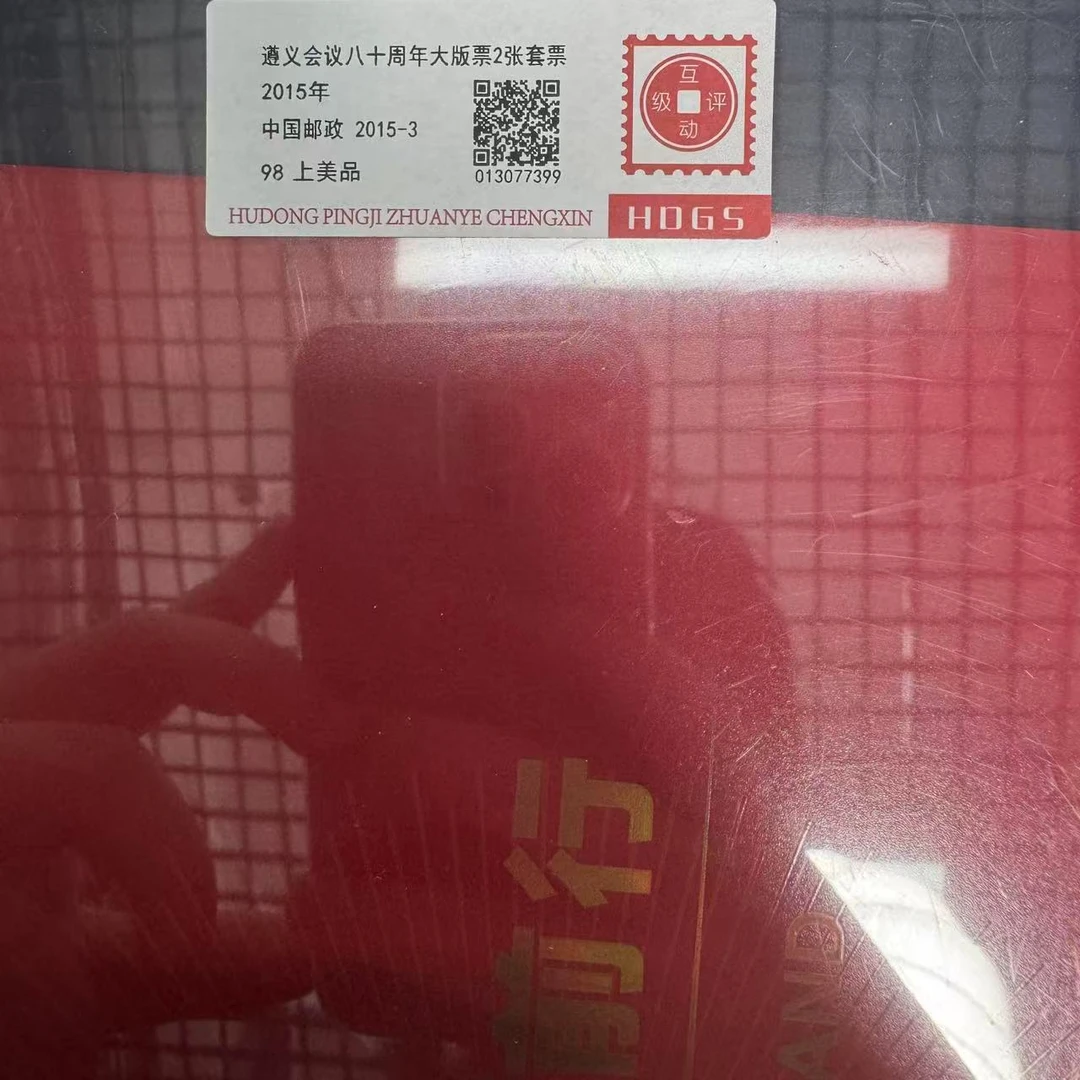 遵义会议八十周年大版票2张套票
2015年
中国邮政 2015-3
98 上美品
013077399
互
级 评
动
HUDONG PINGJI ZHUANYE CHENGXIN
HDGS
行
AND